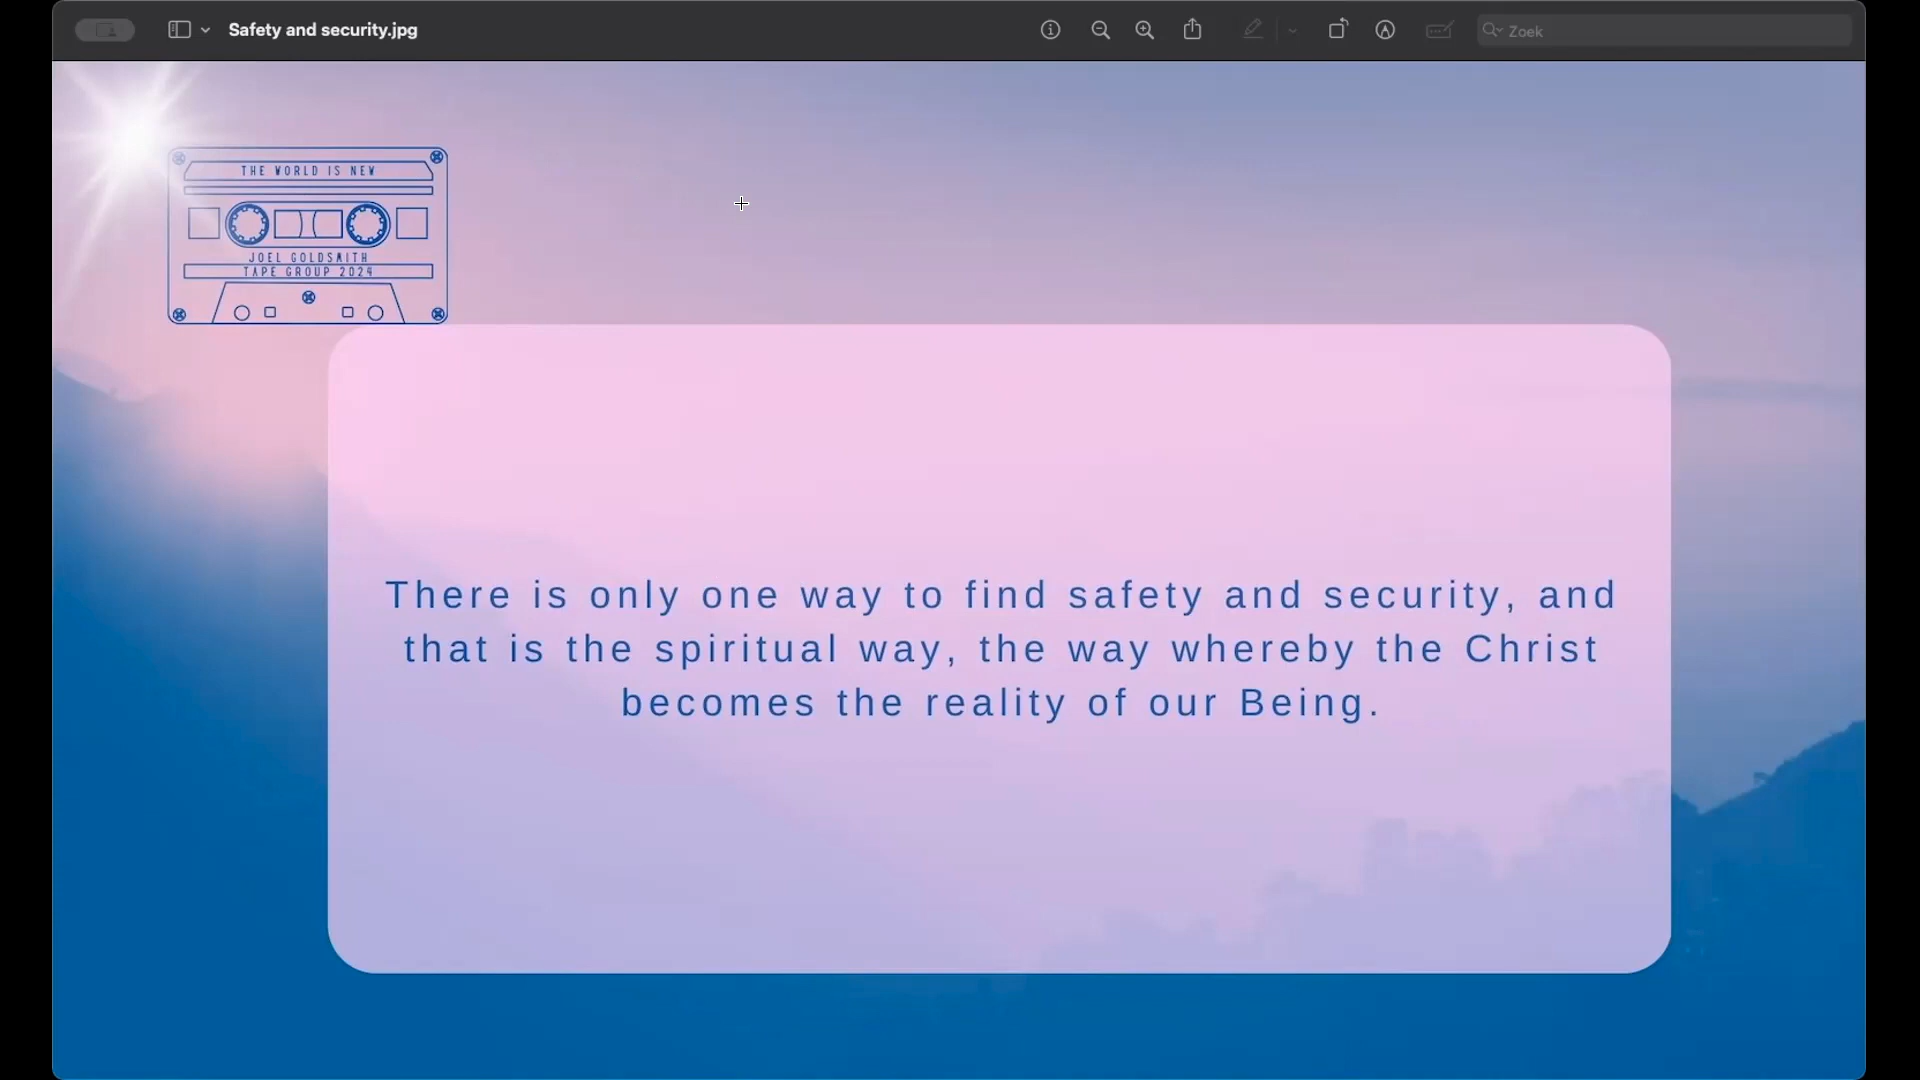 Safety and security.jpg
Zoek
THE WORLD IS NEW
JOEL GOLDSMITH
TAPE GROUP 2024
There is only one way to find safety and security, and
that is the spiritual way, the way whereby the Christ
becomes the reality of our Being.